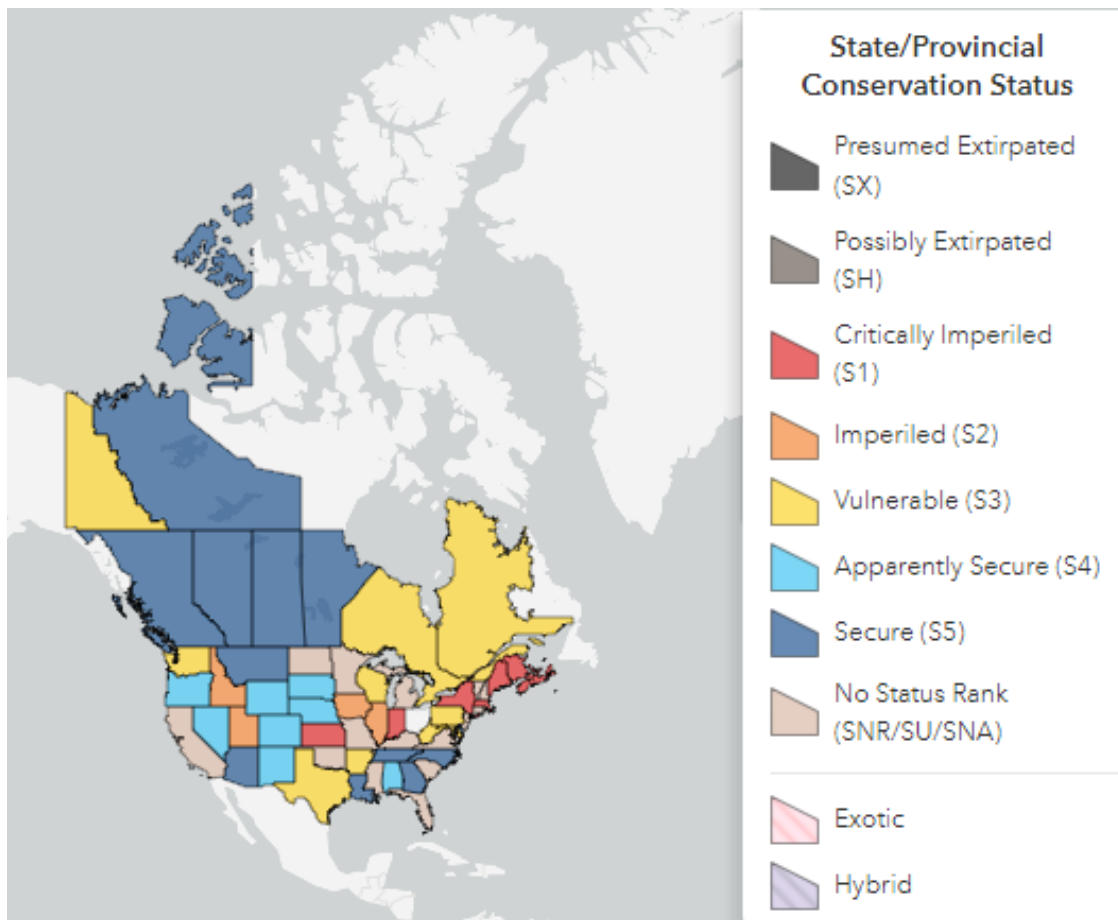 State/Provincial
Conservation Status
Presumed Extirpated
(SX)
Possibly Extirpated
(SH)
Critically Imperiled
(S1)
Imperiled (S2)
Vulnerable (S3)
Apparently Secure (S4)
Secure (S5)
No Status Rank
(SNR/SU/SNA)
Exotic
Hybrid